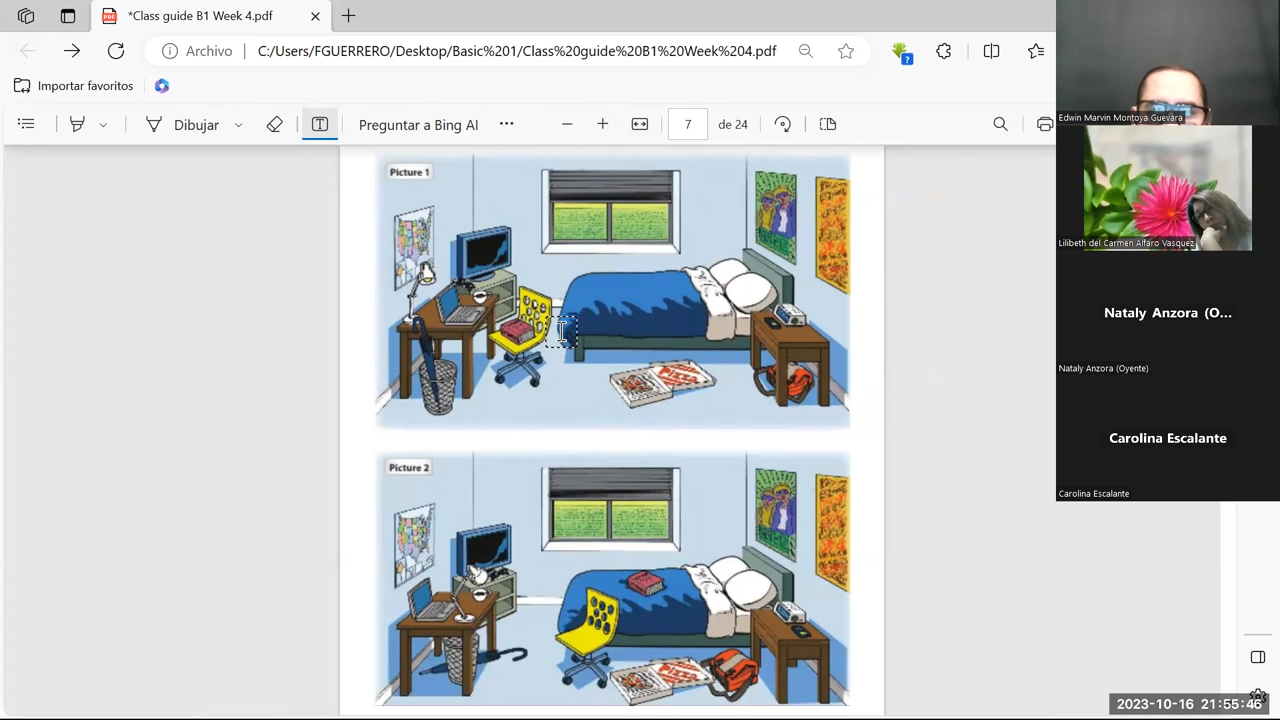 *Class guide B1 Week 4.pdf
Archivo
C:/Users/FGUERRERO/Desktop/Basic%201/Class%20guide%20B1%20Week%204.pdf
Importar favoritos
Dibujar
Preguntar a Bing AI
7
de 24
Picture 1
PIZZA
Picture 2
PIZZA
Edwin Marvin Montoya Guevara
Lilibeth del Carmen Alfaro Vasquez
Nataly Anzora (O...
Nataly Anzora (Oyente)
Carolina Escalante
Carolina Escalante
2023-10-16 21:55:46